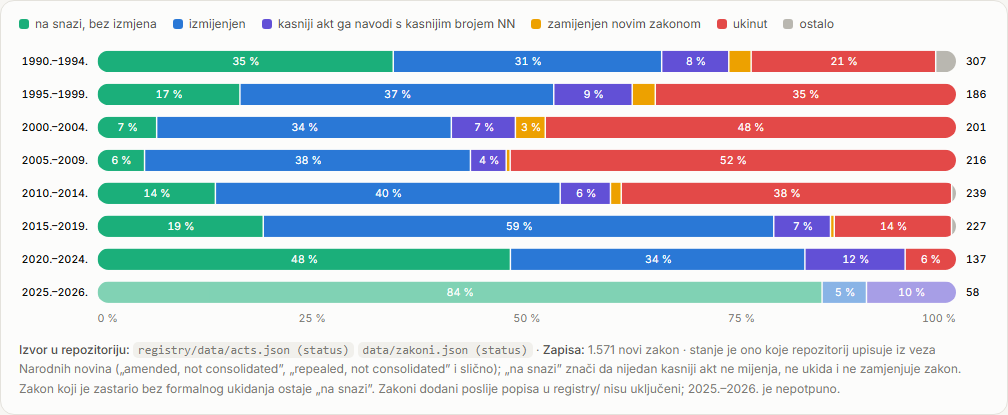 na snazi, bez izmjena izmijenjen kasniji akt ga navodi s kasnijim brojem NN zamijenjen novim zakonom ukinut ostalo
1990.–1994. 35 % 31 % 8 % 21 % 307
1995.–1999. 17 % 37 % 9 % 35 % 186
2000.–2004. 7 % 34 % 7 % 3 % 48 % 201
2005.–2009. 6 % 38 % 4 % 52 % 216
2010.–2014. 14 % 40 % 6 % 38 % 239
2015.–2019. 19 % 59 % 7 % 14 % 227
2020.–2024. 48 % 34 % 12 % 6 % 137
2025.–2026. 84 % 5 % 10 % 58
0 % 25 % 50 % 75 % 100 %
Izvor u repozitoriju: registry/data/acts.json (status) data/zakoni.json (status) · Zapisa: 1.571 novi zakon · stanje je ono koje repozitorij upisuje iz veza
Narodnih novina („amended, not consolidated”, „repealed, not consolidated” i slično); „na snazi” znači da nijedan kasniji akt ne mijenja, ne ukida i ne zamjenjuje zakon.
Zakon koji je zastario bez formalnog ukidanja ostaje „na snazi”. Zakoni dodani poslije popisa u registry/ nisu uključeni; 2025.–2026. je nepotpuno.